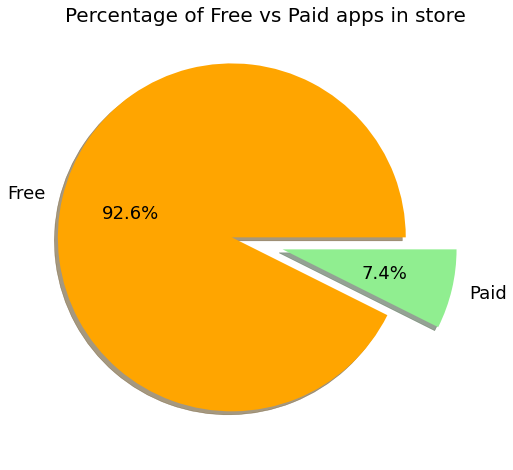 Percentage of Free vs Paid apps in store
Free
92.6%
7.4%
Paid